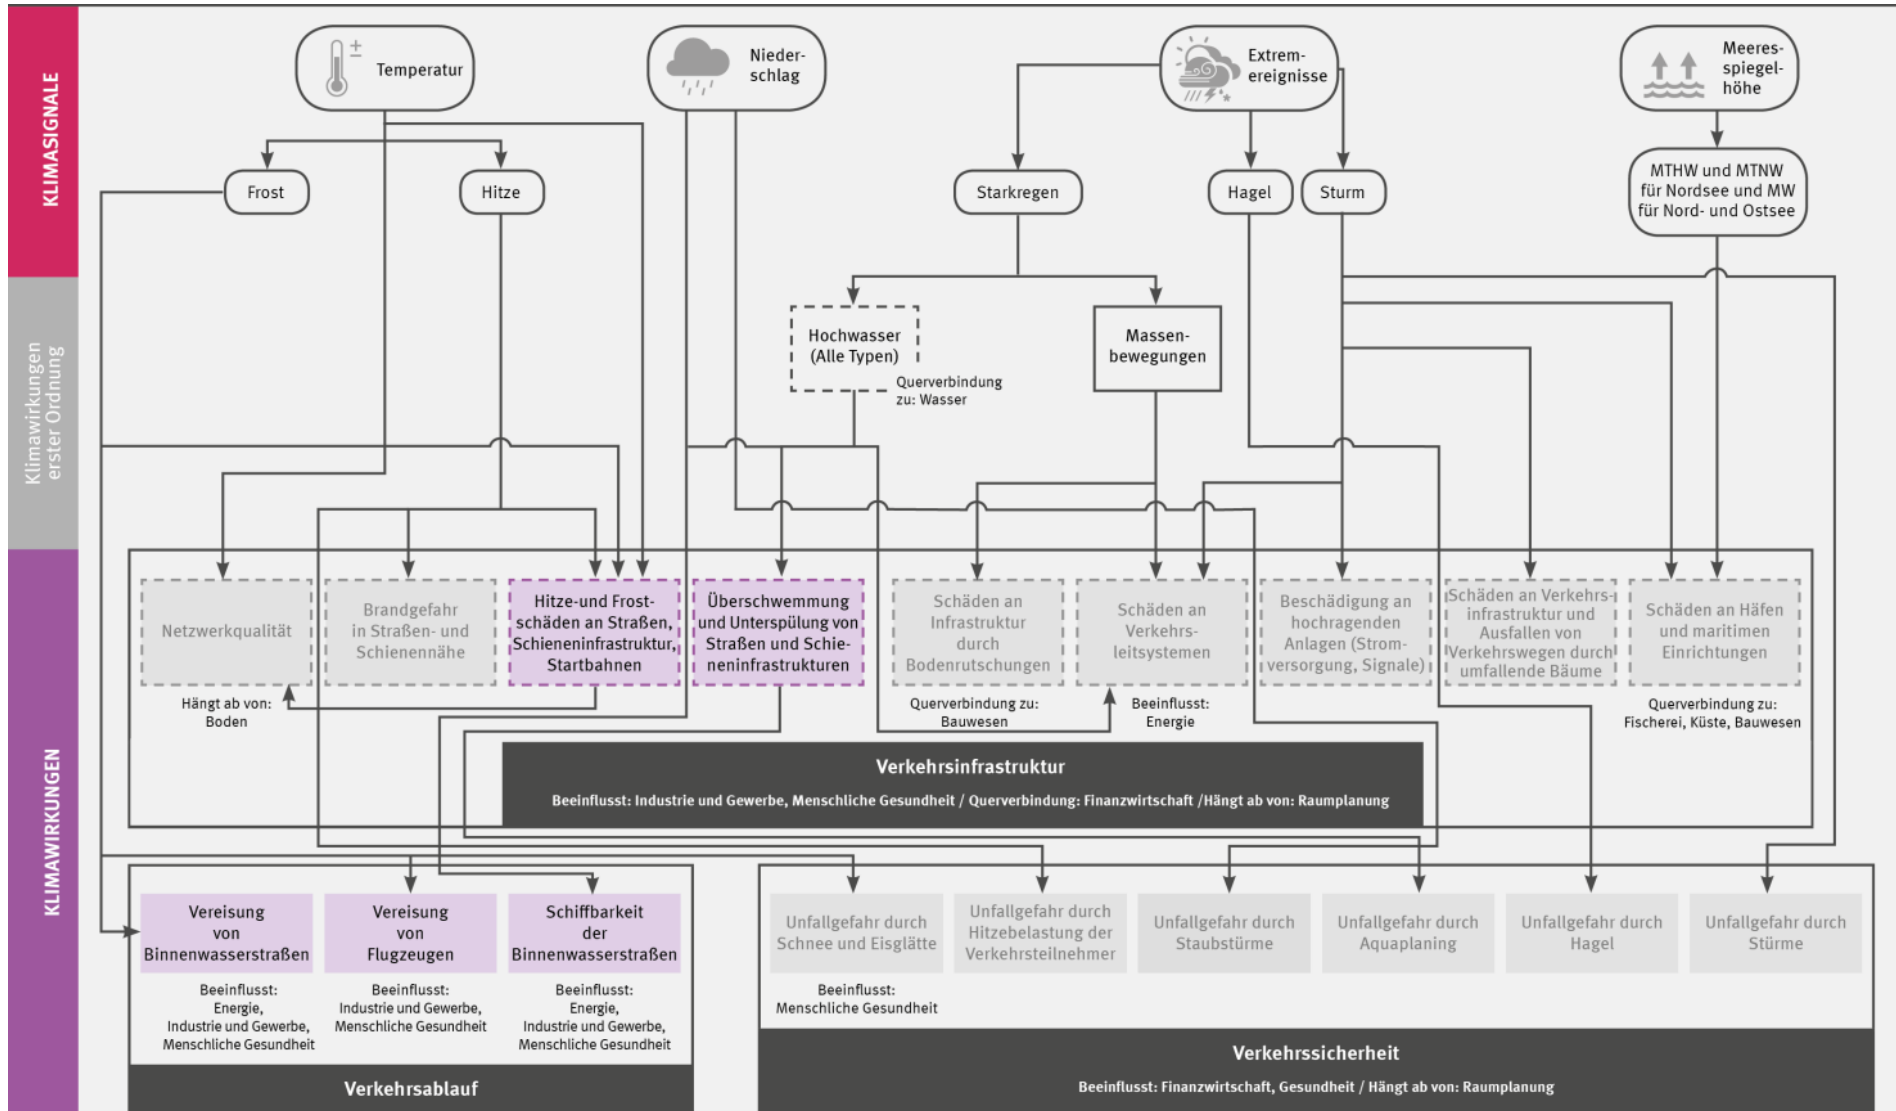 KLIMASIGNALE
Temperatur
Nieder-
schlag
Extrem-
ereignisse
Meeres-
spiegel-
höhe
Frost
Hitze
Starkregen
Hagel
Sturm
MTHW und MTNW
für Nordsee und MW
für Nord- und Ostsee
Klimawirkungen
erster Ordnung
Hochwasser
(Alle Typen)
Querverbindung
zu: Wasser
Massen-
bewegungen
KLIMAWIRKUNGEN
Netzwerkqualität
Hängt ab von:
Boden
Brandgefahr
in Straßen- und
Schienennähe
Hitze-und Frost-
schäden an Straßen,
Schieneninfrastruktur,
Startbahnen
Überschwemmung
und Unterspülung von
Straßen und Schie-
neninfrastrukturen
Schäden an
Infrastruktur
durch
Bodenrutschungen
Querverbindung zu:
Bauwesen
Schäden an
Verkehrs-
leitsystemen
Beeinflusst:
Energie
Beschädigung an
hochragenden
Anlagen (Strom-
versorgung, Signale)
Schäden an Verkehrs-
infrastruktur und
Ausfallen von
Verkehrswegen durch
umfallende Bäume
Schäden an Häfen
und maritimen
Einrichtungen
Querverbindung zu:
Fischerei, Küste, Bauwesen
Verkehrsinfrastruktur
Beeinflusst: Industrie und Gewerbe, Menschliche Gesundheit / Querverbindung: Finanzwirtschaft /Hängt ab von: Raumplanung
Vereisung
von
Binnenwasserstraßen
Beeinflusst:
Energie,
Industrie und Gewerbe,
Menschliche Gesundheit
Vereisung
von
Flugzeugen
Beeinflusst:
Industrie und Gewerbe,
Menschliche Gesundheit
Schiffbarkeit
der
Binnenwasserstraßen
Beeinflusst:
Energie,
Industrie und Gewerbe,
Menschliche Gesundheit
Verkehrsablauf
Unfallgefahr durch
Schnee und Eisglätte
Beeinflusst:
Menschliche Gesundheit
Unfallgefahr durch
Hitzebelastung der
Verkehrsteilnehmer
Unfallgefahr durch
Staubstürme
Unfallgefahr durch
Aquaplaning
Unfallgefahr durch
Hagel
Unfallgefahr durch
Stürme
Verkehrssicherheit
Beeinflusst: Finanzwirtschaft, Gesundheit / Hängt ab von: Raumplanung